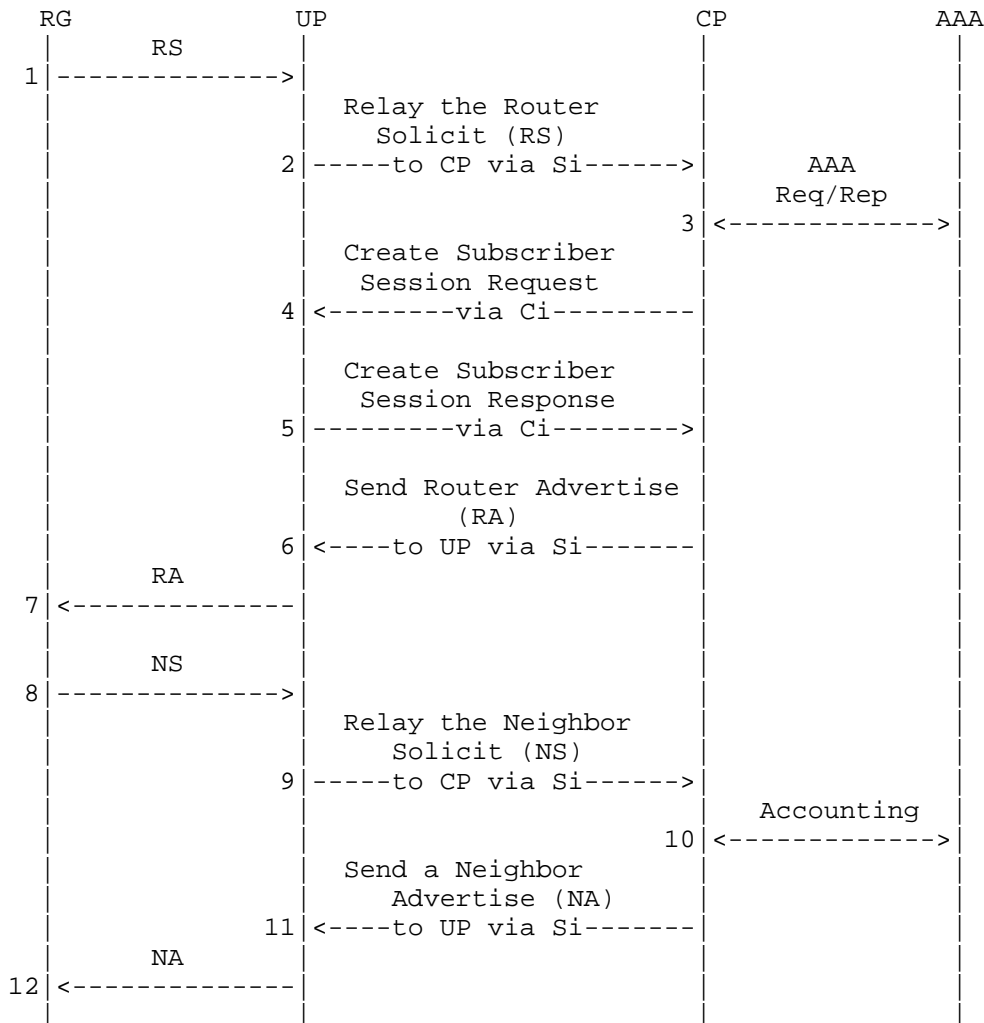 RG UP CP AAA
RS
1|-------------->
Relay the Router
Solicit (RS)
2|-----to CP via Si------> AAA
Req/Rep
3|<------------->
Create Subscriber
Session Request
4|<--------via Ci---------
Create Subscriber
Session Response
5|---------via Ci-------->
Send Router Advertise
(RA)
6|<----to UP via Si-------
RA
7|<--------------
NS
8|-------------->
Relay the Neighbor
Solicit (NS)
9|-----to CP via Si------>
Accounting
10|<------------->
Send a Neighbor
Advertise (NA)
11|<----to UP via Si-------
NA
12|<--------------